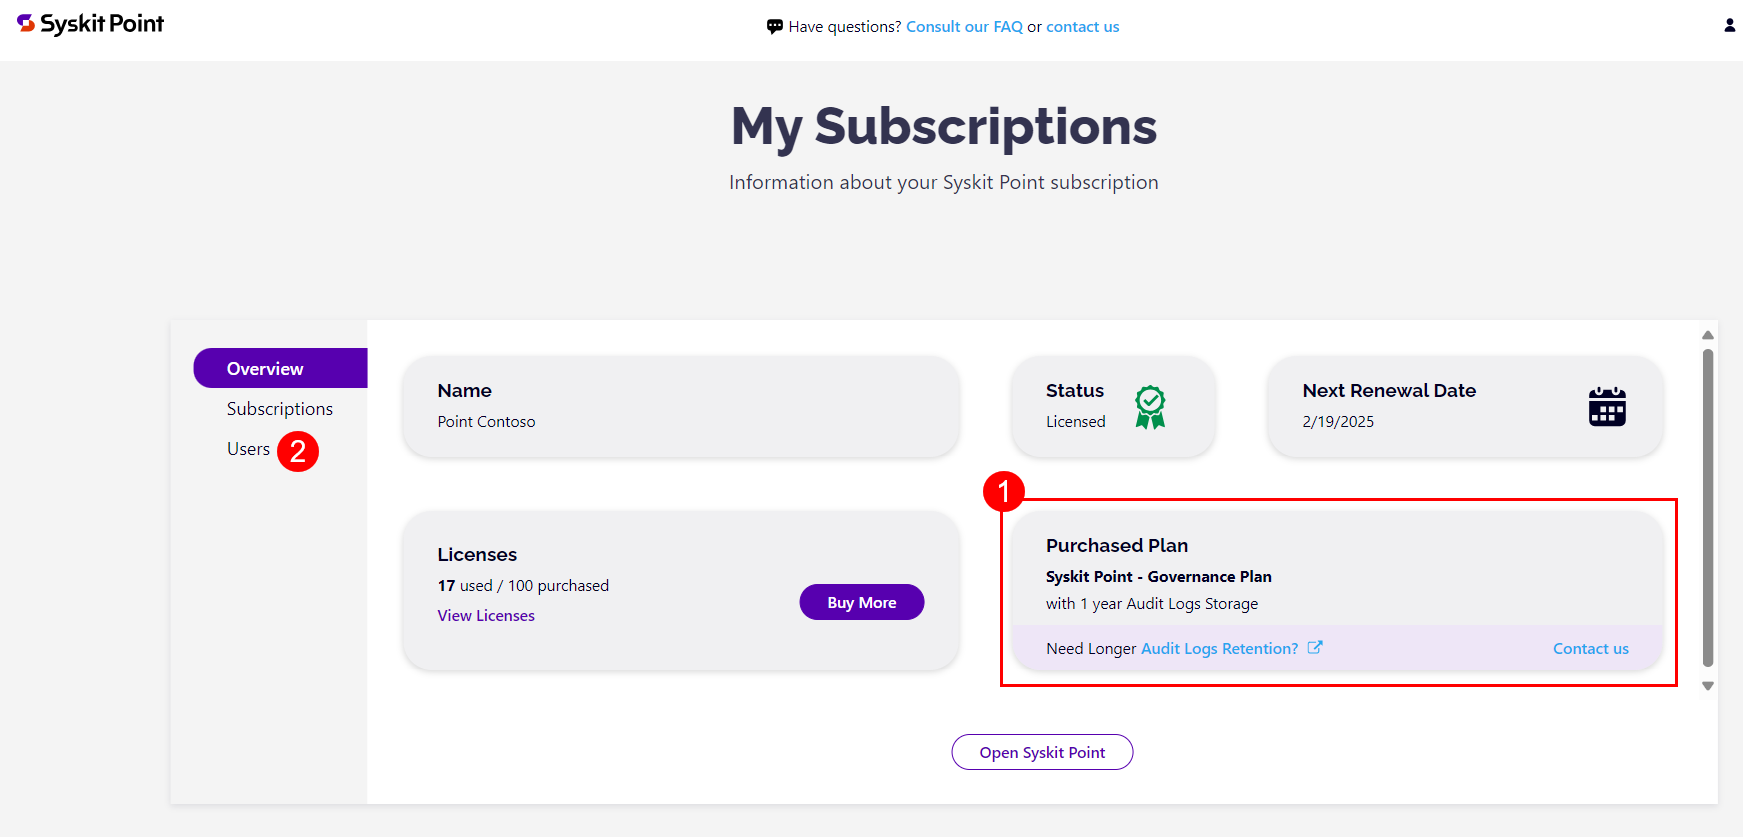 Syskit Point
Have questions? Consult our FAQ or contact us
My Subscriptions
Information about your Syskit Point subscription
Overview
Subscriptions
Users
2
Name
Point Contoso
Status
Licensed
Next Renewal Date
2/19/2025
Licenses
17 used / 100 purchased
View Licenses
Buy More
1
Purchased Plan
Syskit Point - Governance Plan
with 1 year Audit Logs Storage
Need Longer Audit Logs Retention?
Contact us
Open Syskit Point